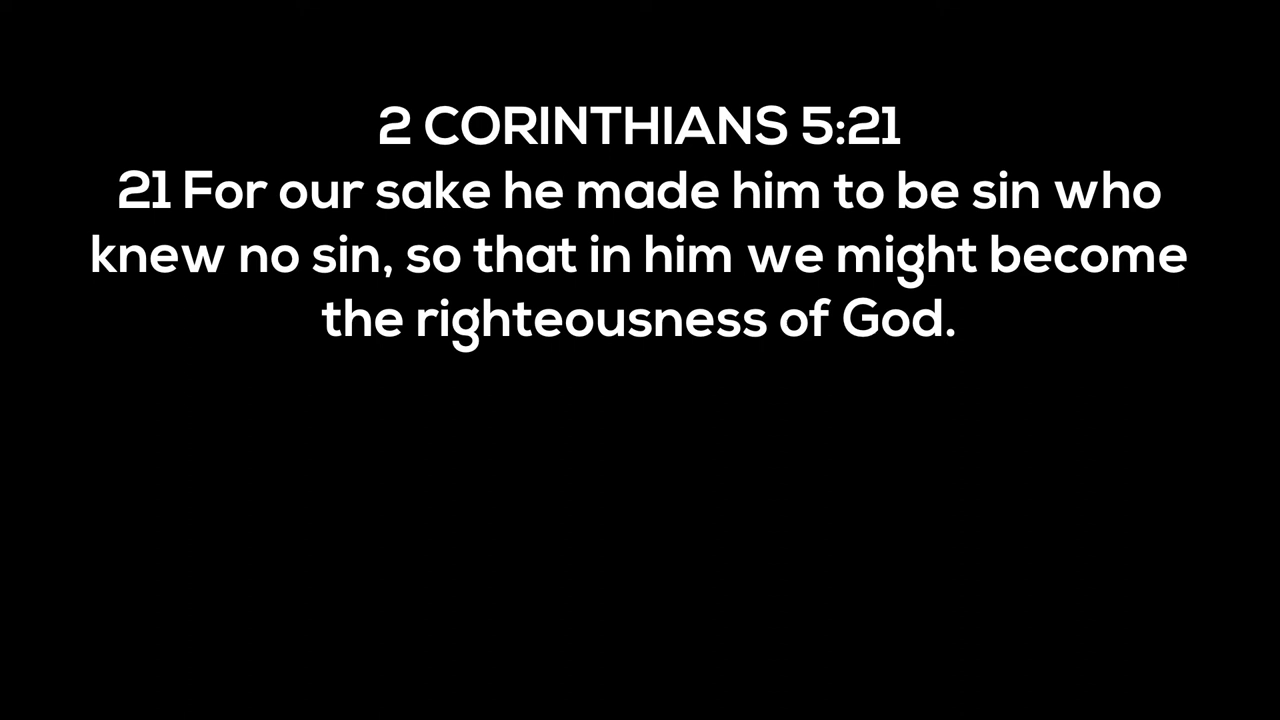 2 CORINTHIANS 5:21
21 For our sake he made him to be sin who
knew no sin, so that in him we might become
the righteousness of God.